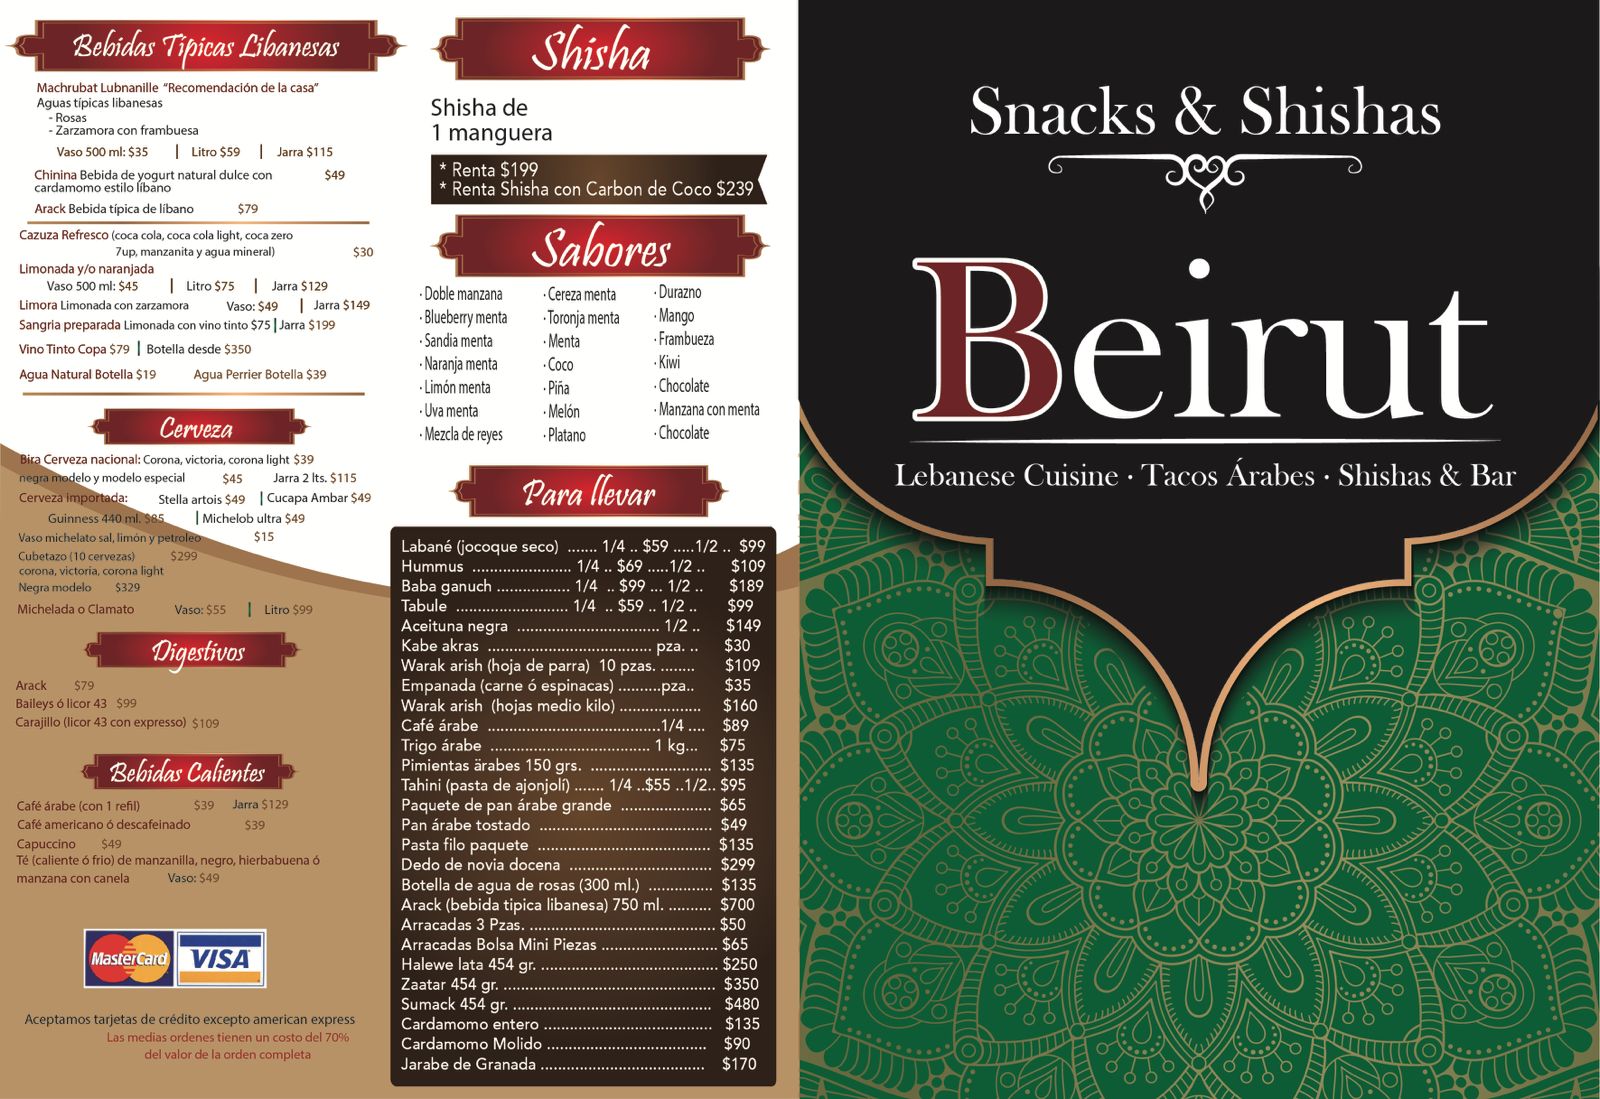 Bebidas Típicas Libanesas
Machrubat Lubnanille "Recomendación de la casa"
Aguas típicas libanesas
- Rosas
- Zarzamora con frambuesa
Vaso 500 ml: $35 | Litro $59 | Jarra $115
Chinina Bebida de yogurt natural dulce con $49
cardamomo estilo líbano
Arack Bebida típica de líbano $79
Cazuza Refresco (coca cola, coca cola light, coca zero
7up, manzanita y agua mineral) $30
Limonada y/o naranjada
Vaso 500 ml: $45 | Litro $75 | Jarra $129
Limora Limonada con zarzamora Vaso: $49 | Jarra $149
Sangria preparada Limonada con vino tinto $75 | Jarra $199
Vino Tinto Copa $79 | Botella desde $350
Agua Natural Botella $19 Agua Perrier Botella $39
Cerveza
Bira Cerveza nacional: Corona, victoria, corona light $39
negra modelo y modelo especial $45 Jarra 2 lts. $115
Cerveza importada: Stella artois $49 | Cucapa Ambar $49
Guinness 440 ml. $85 | Michelob ultra $49
Vaso michelato sal, limón y petroleo $15
Cubetazo (10 cervezas) $299
corona, victoria, corona light
Negra modelo $329
Michelada o Clamato Vaso: $55 | Litro $99
Digestivos
Arack $79
Baileys ó licor 43 $99
Carajillo (licor 43 con expresso) $109
Bebidas Calientes
Café árabe (con 1 refil) $39 Jarra $129
Café americano ó descafeinado $39
Capuccino $49
Té (caliente ó frio) de manzanilla, negro, hierbabuena ó
manzana con canela Vaso: $49
MasterCard VISA
Aceptamos tarjetas de crédito excepto american express
Las medias ordenes tienen un costo del 70%
del valor de la orden completa
Shisha
Shisha de
1 manguera
* Renta $199
* Renta Shisha con Carbon de Coco $239
Sabores
· Doble manzana
· Blueberry menta
· Sandia menta
· Naranja menta
· Limón menta
· Uva menta
· Mezcla de reyes
· Cereza menta
· Toronja menta
· Menta
· Coco
· Piña
· Melón
· Platano
· Durazno
· Mango
· Frambueza
· Kiwi
· Chocolate
· Manzana con menta
· Chocolate
Para llevar
Labané (jocoque seco) ....... 1/4 .. $59 .....1/2 .. $99
Hummus ....................... 1/4 .. $69 .....1/2 .. $109
Baba ganuch ................. 1/4 .. $99 ... 1/2 .. $189
Tabule .......................... 1/4 .. $59 .. 1/2 .. $99
Aceituna negra ................................. 1/2 .. $149
Kabe akras ...................................... pza. .. $30
Warak arish (hoja de parra) 10 pzas. ........ $109
Empanada (carne ó espinacas) ..........pza.. $35
Warak arish (hojas medio kilo) ................... $160
Café árabe ........................................1/4 .... $89
Trigo árabe ..................................... 1 kg... $75
Pimientas ärabes 150 grs. ............................ $135
Tahini (pasta de ajonjolí) ....... 1/4 ..$55 ..1/2.. $95
Paquete de pan árabe grande ..................... $65
Pan árabe tostado ........................................ $49
Pasta filo paquete ........................................ $135
Dedo de novia docena ................................. $299
Botella de agua de rosas (300 ml.) ............... $135
Arack (bebida tipica libanesa) 750 ml. .......... $700
Arracadas 3 Pzas. ........................................... $50
Arracadas Bolsa Mini Piezas ........................... $65
Halewe lata 454 gr. ......................................... $250
Zaatar 454 gr. ................................................. $350
Sumack 454 gr. ............................................... $480
Cardamomo entero ....................................... $135
Cardamomo Molido ..................................... $90
Jarabe de Granada ...................................... $170
Snacks & Shishas
Beirut
Lebanese Cuisine · Tacos Árabes · Shishas & Bar